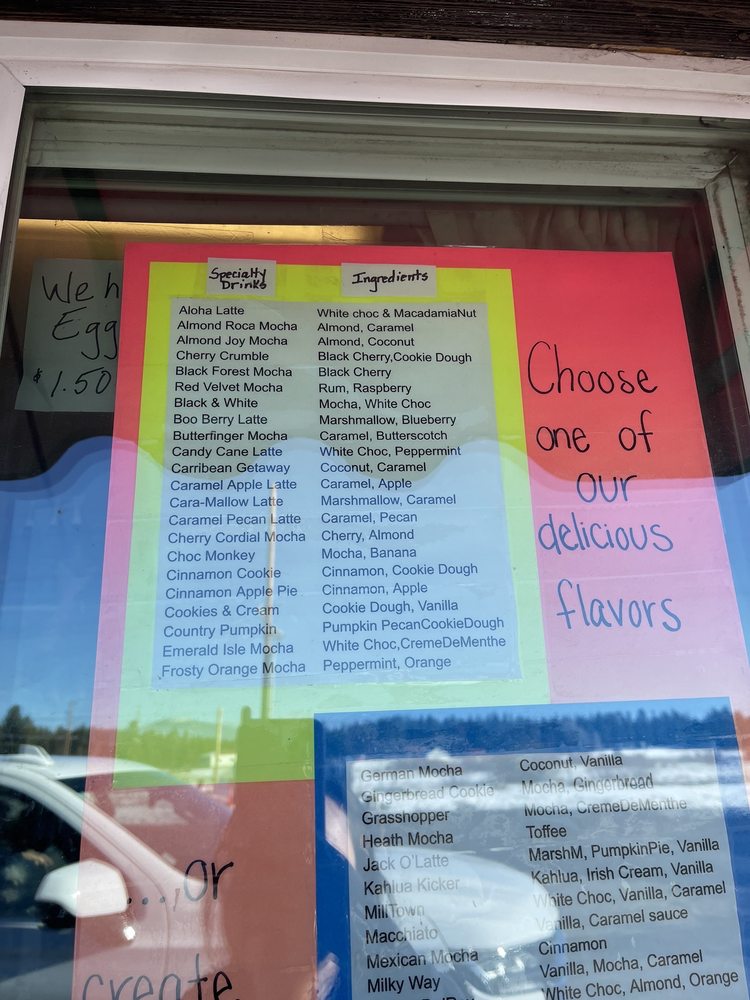 We h
Egg
$1.50
Specialty Drinks Ingredients
Aloha Latte White choc & MacadamiaNut
Almond Roca Mocha Almond, Caramel
Almond Joy Mocha Almond, Coconut
Cherry Crumble Black Cherry,Cookie Dough
Black Forest Mocha Black Cherry
Red Velvet Mocha Rum, Raspberry
Black & White Mocha, White Choc
Boo Berry Latte Marshmallow, Blueberry
Butterfinger Mocha Caramel, Butterscotch
Candy Cane Latte White Choc, Peppermint
Carribean Getaway Coconut, Caramel
Caramel Apple Latte Caramel, Apple
Cara-Mallow Latte Marshmallow, Caramel
Caramel Pecan Latte Caramel, Pecan
Cherry Cordial Mocha Cherry, Almond
Choc Monkey Mocha, Banana
Cinnamon Cookie Cinnamon, Cookie Dough
Cinnamon Apple Pie Cinnamon, Apple
Cookies & Cream Cookie Dough, Vanilla
Country Pumpkin Pumpkin PecanCookieDough
Emerald Isle Mocha White Choc,CremeDeMenthe
Frosty Orange Mocha Peppermint, Orange
Choose
one of
our
delicious
flavors
German Mocha Coconut, Vanilla
Gingerbread Cookie Mocha, Gingerbread
Grasshopper Mocha, CremeDeMenthe
Heath Mocha Toffee
Jack O'Latte MarshM, PumpkinPie, Vanilla
Kahlua Kicker Kahlua, Irish Cream, Vanilla
MillTown White Choc, Vanilla, Caramel
Macchiato Vanilla, Caramel sauce
Mexican Mocha Cinnamon
Milky Way Vanilla, Mocha, Caramel
White Choc, Almond, Orange
...,or
create